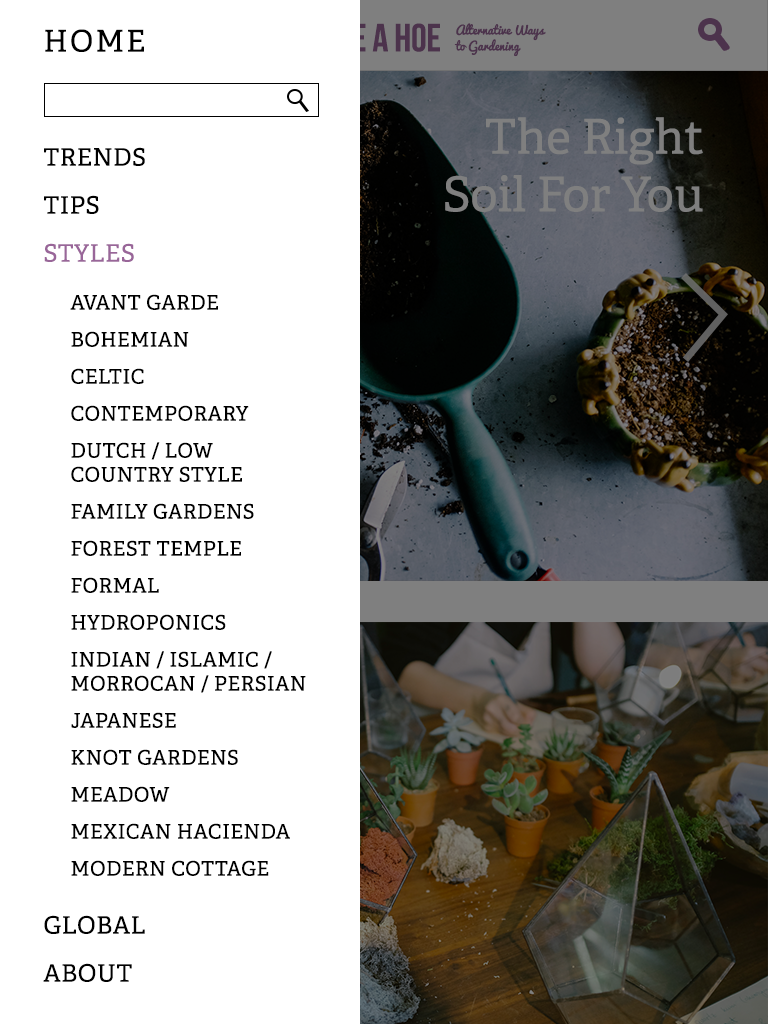 HOME
TRENDS
TIPS
STYLES
AVANT GARDE
BOHEMIAN
CELTIC
CONTEMPORARY
DUTCH / LOW
COUNTRY STYLE
FAMILY GARDENS
FOREST TEMPLE
FORMAL
HYDROPONICS
INDIAN / ISLAMIC /
MORROCAN / PERSIAN
JAPANESE
KNOT GARDENS
MEADOW
MEXICAN HACIENDA
MODERN COTTAGE
GLOBAL
ABOUT
A HOE
Alternative Ways
to Gardening
The Right
Soil For You